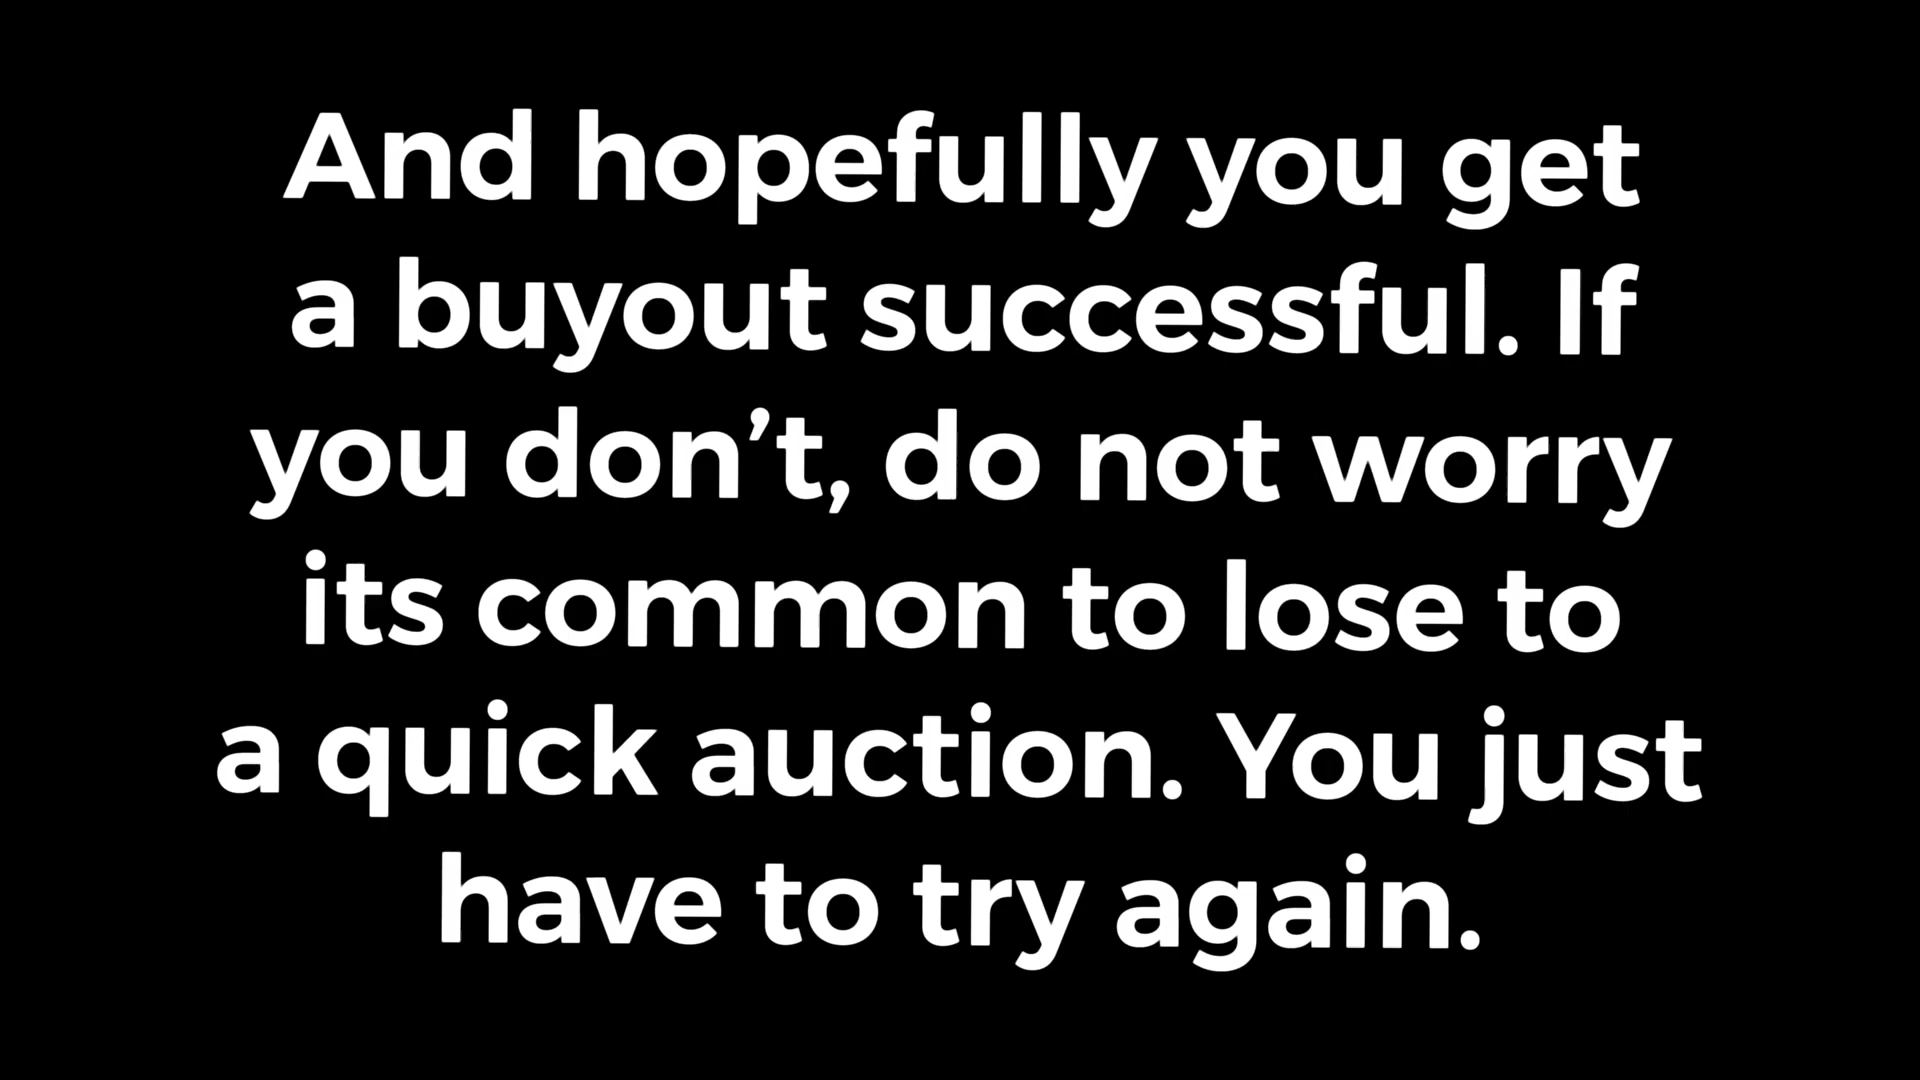 And hopefully you get
a buyout successful. If
you don’t, do not worry
its common to lose to
a quick auction. You just
have to try again.